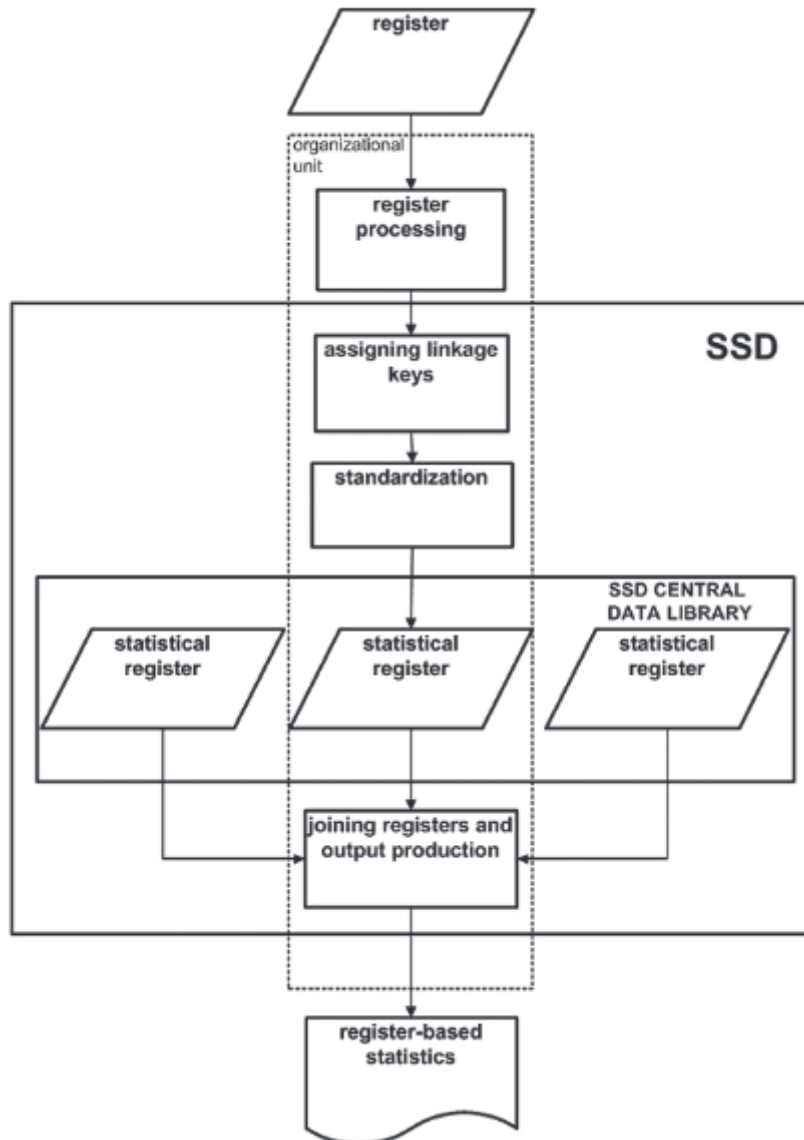 register
organizational
unit
register
processing
SSD
assigning linkage
keys
standardization
SSD CENTRAL
DATA LIBRARY
statistical
register
statistical
register
statistical
register
joining registers and
output production
register-based
statistics